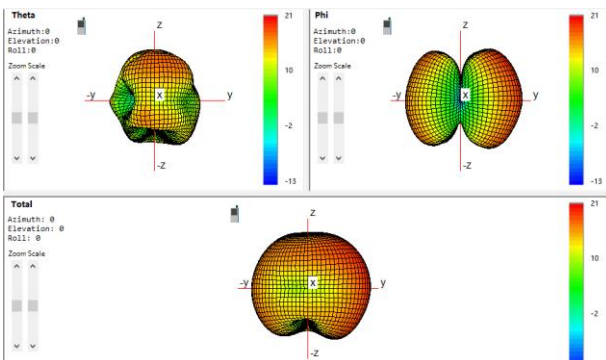 Theta
Azimuth:0
Elevation:0
Roll:0
Zoom Scale
z
-y
x
y
-z
21
10
-2
-13
Phi
Azimuth:0
Elevation:0
Roll:0
Zoom Scale
z
-y
x
y
-z
21
10
-2
-13
Total
Azimuth: 0
Elevation: 0
Roll: 0
Zoom Scale
z
-y
x
y
-z
21
10
-2